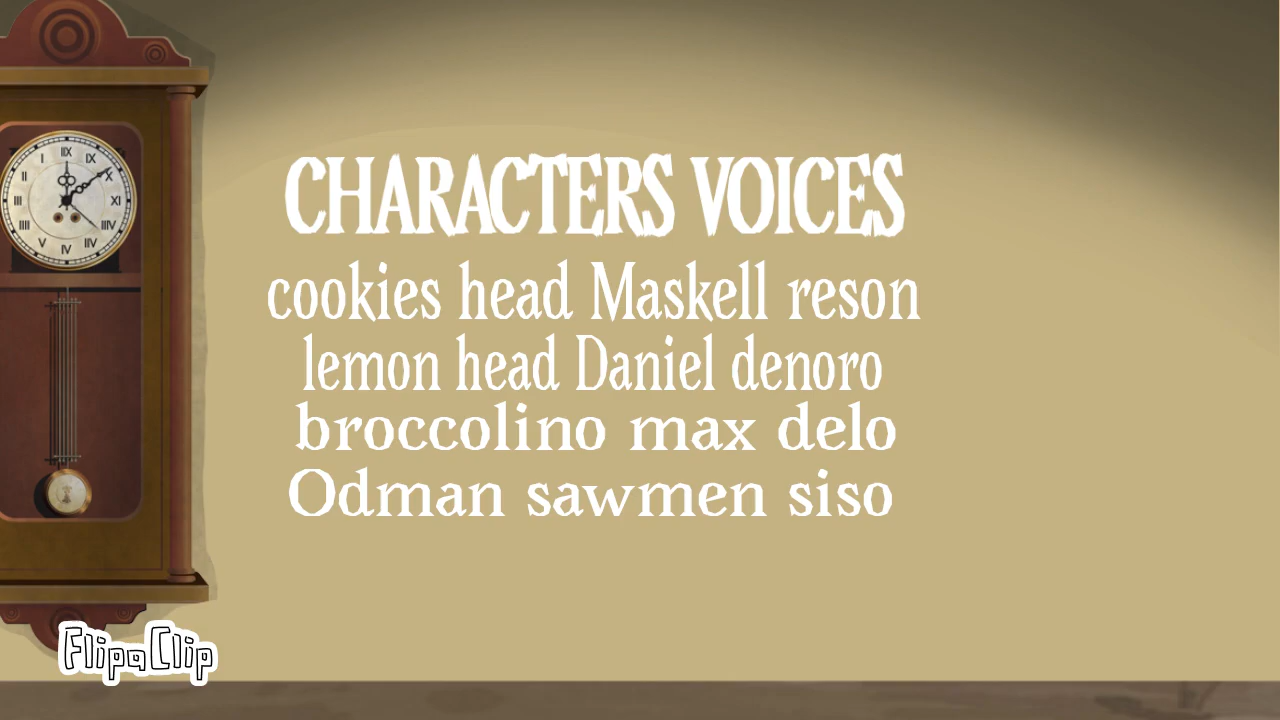 CHARACTERS VOICES
cookies head Maskell reson
lemon head Daniel denoro
broccolino max delo
Odman sawmen siso
FlipaClip